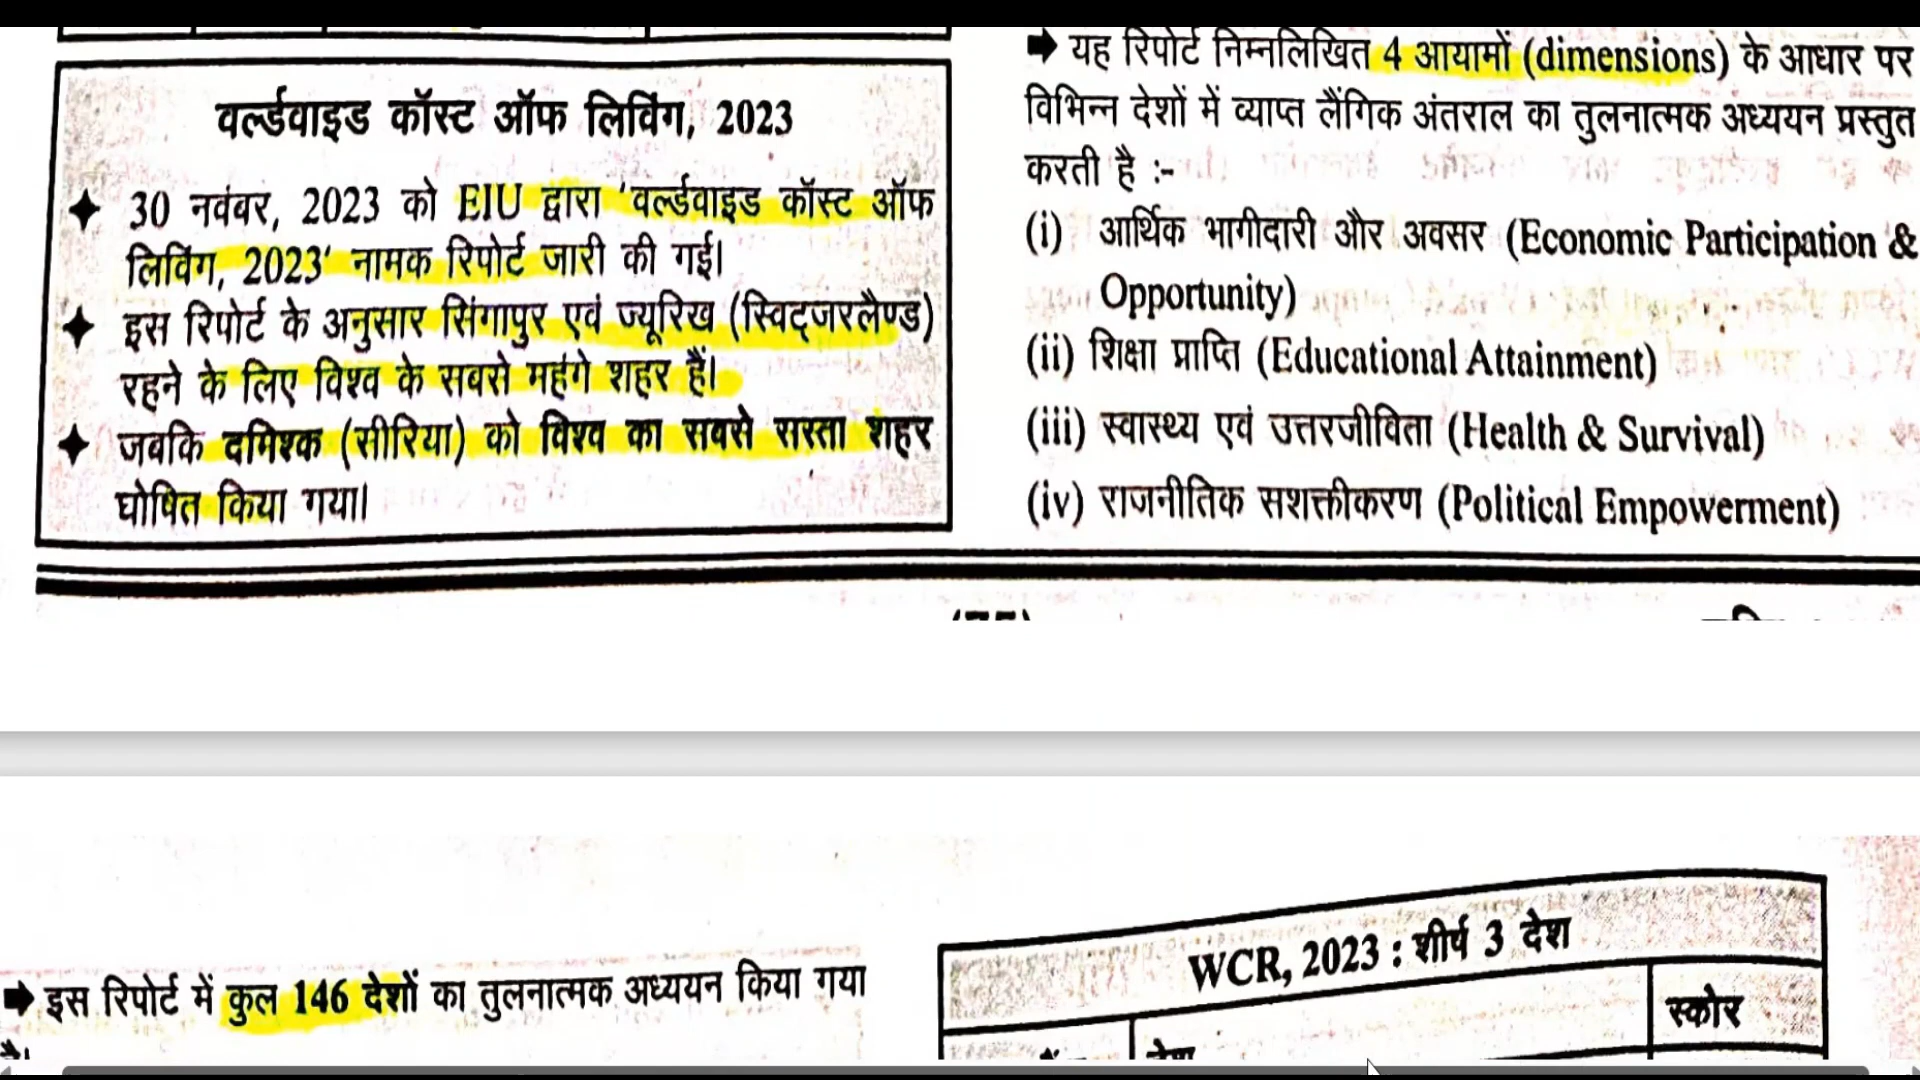 वर्ल्डवाइड कॉस्ट ऑफ लिविंग, 2023
30 नवंबर, 2023 को EIU द्वारा 'वर्ल्डवाइड कॉस्ट ऑफ
लिविंग, 2023' नामक रिपोर्ट जारी की गई।
इस रिपोर्ट के अनुसार सिंगापुर एवं ज्यूरिख (स्विट्जरलैण्ड)
रहने के लिए विश्व के सबसे महंगे शहर हैं।
जबकि दमिश्क (सीरिया) को विश्व का सबसे सस्ता शहर
घोषित किया गया।
➡ यह रिपोर्ट निम्नलिखित 4 आयामों (dimensions) के आधार पर
विभिन्न देशों में व्याप्त लैंगिक अंतराल का तुलनात्मक अध्ययन प्रस्तुत
करती है :-
(i) आर्थिक भागीदारी और अवसर (Economic Participation &
Opportunity)
(ii) शिक्षा प्राप्ति (Educational Attainment)
(iii) स्वास्थ्य एवं उत्तरजीविता (Health & Survival)
(iv) राजनीतिक सशक्तीकरण (Political Empowerment)
➡ इस रिपोर्ट में कुल 146 देशों का तुलनात्मक अध्ययन किया गया
है।
WCR, 2023 : शीर्ष 3 देश
स्कोर